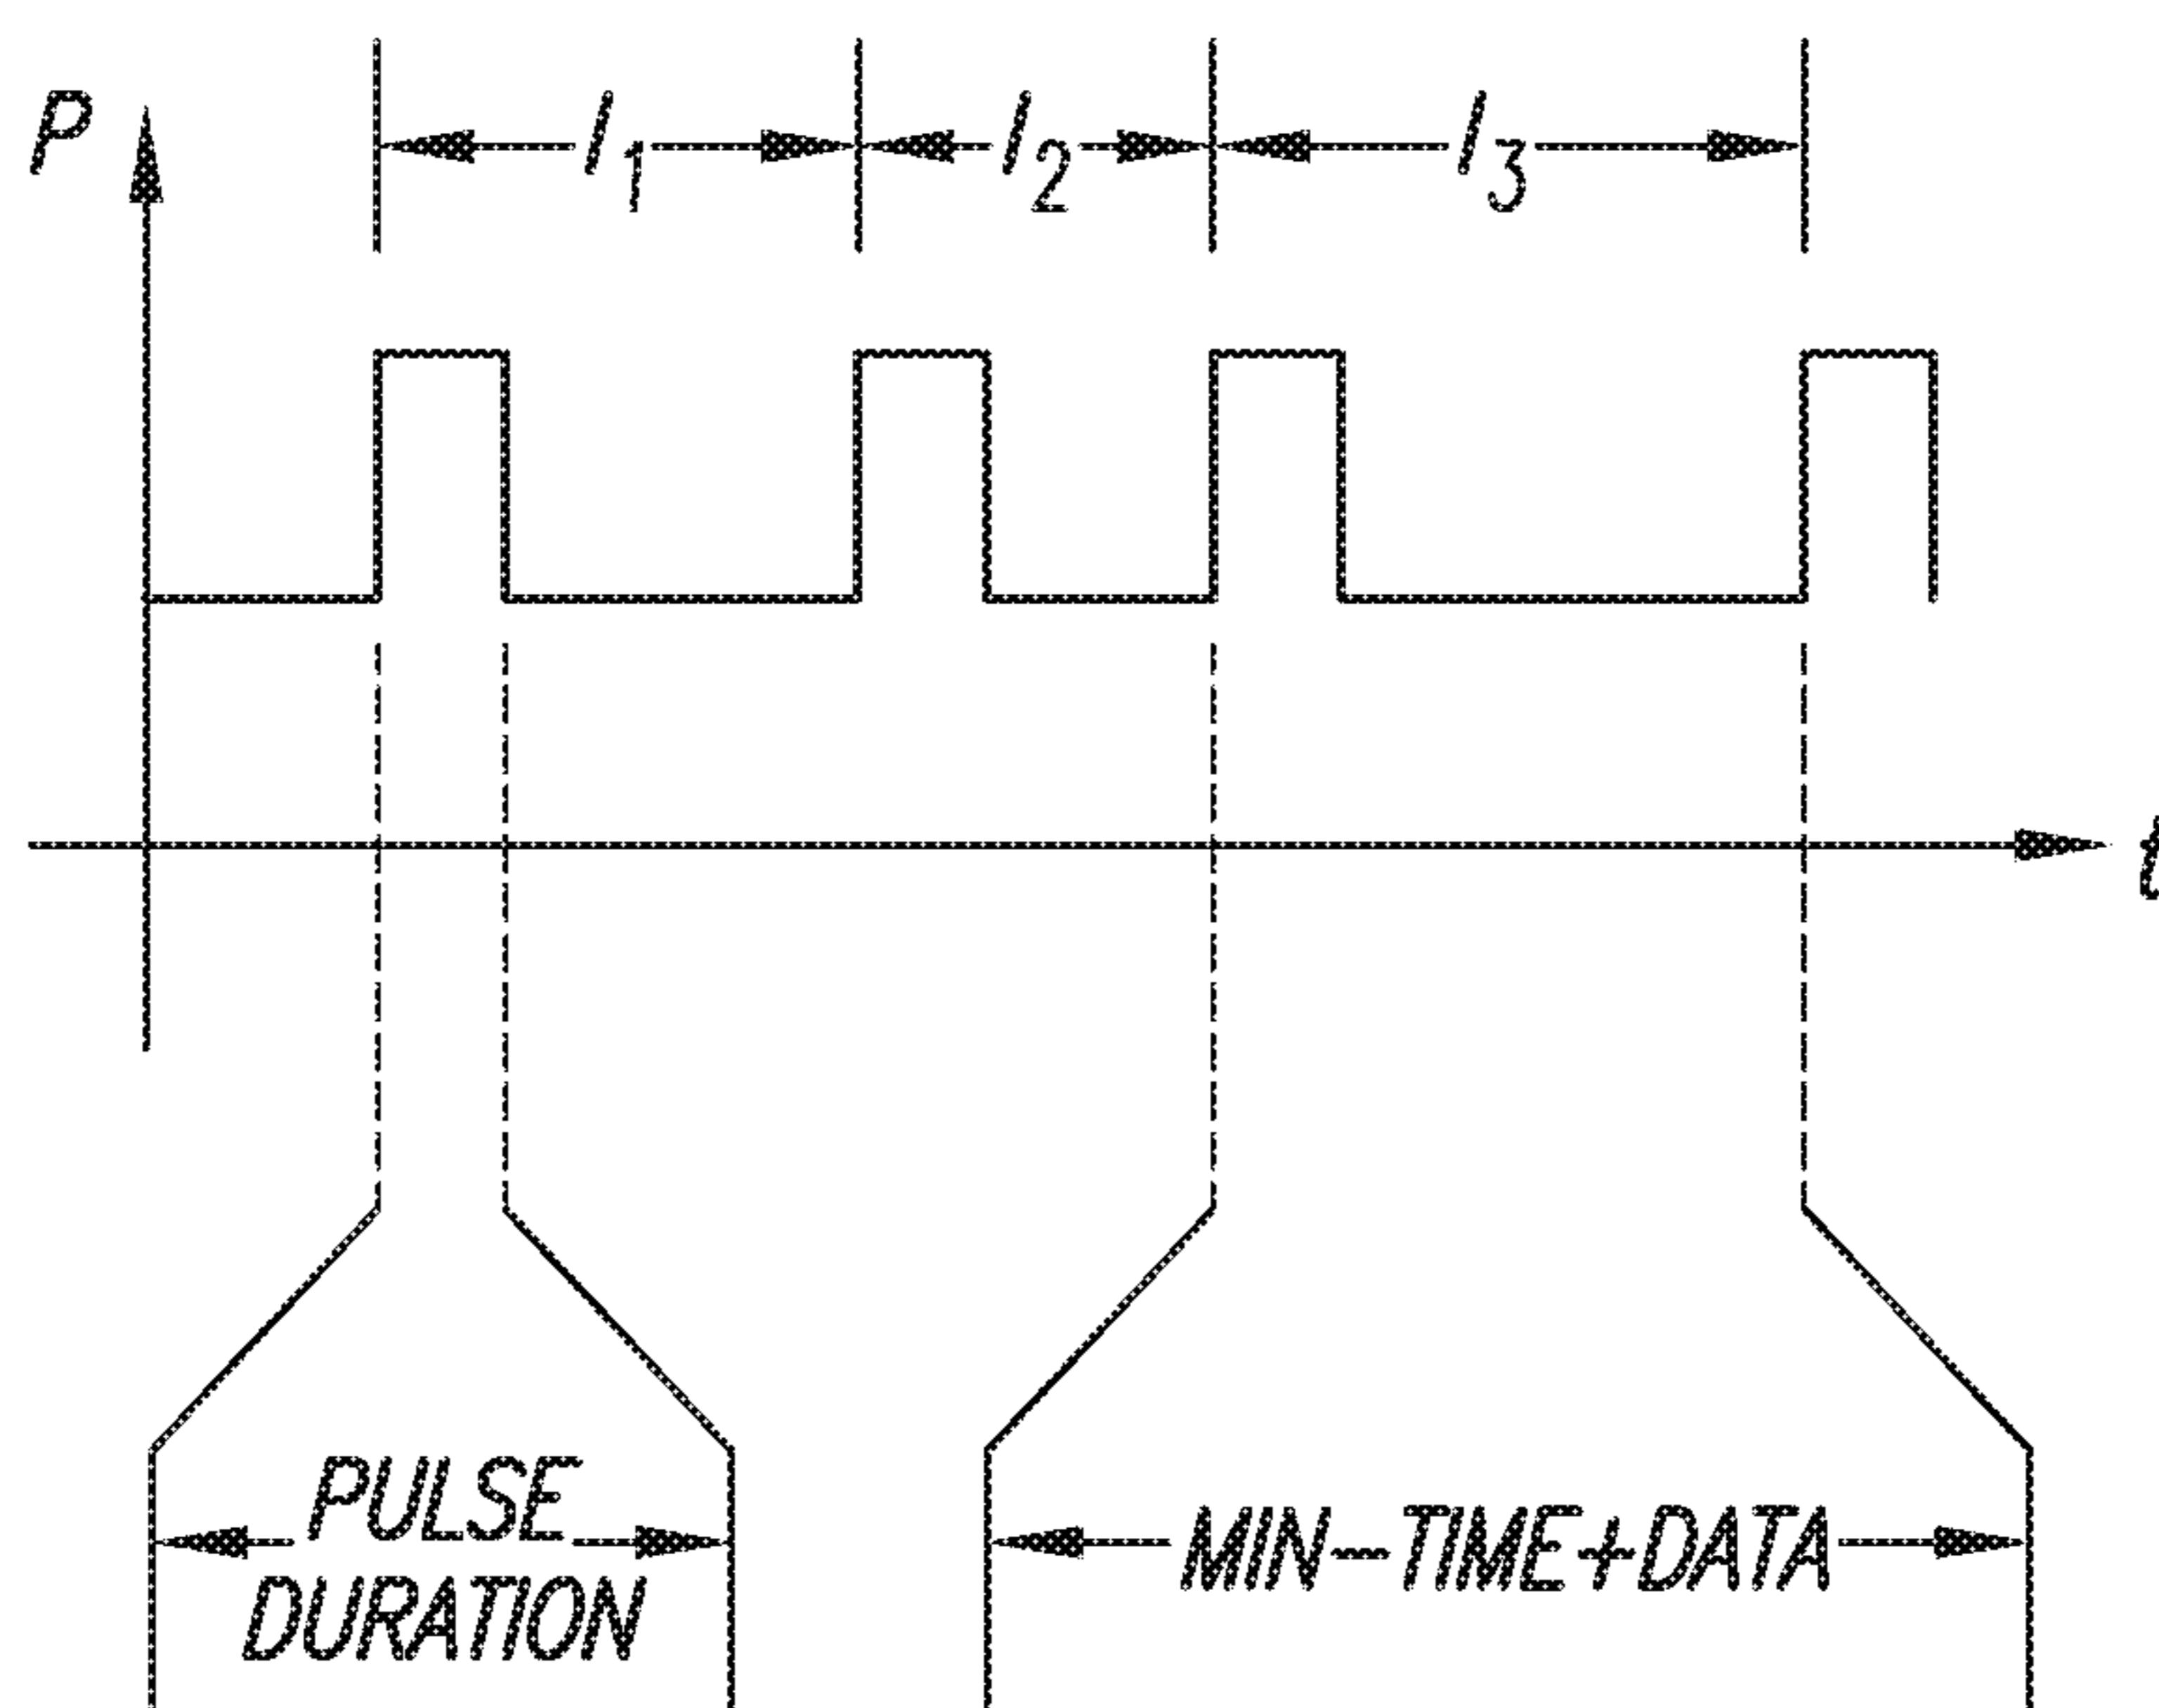 P
I1
I2
I3
t
PULSE
DURATION
MIN-TIME+DATA